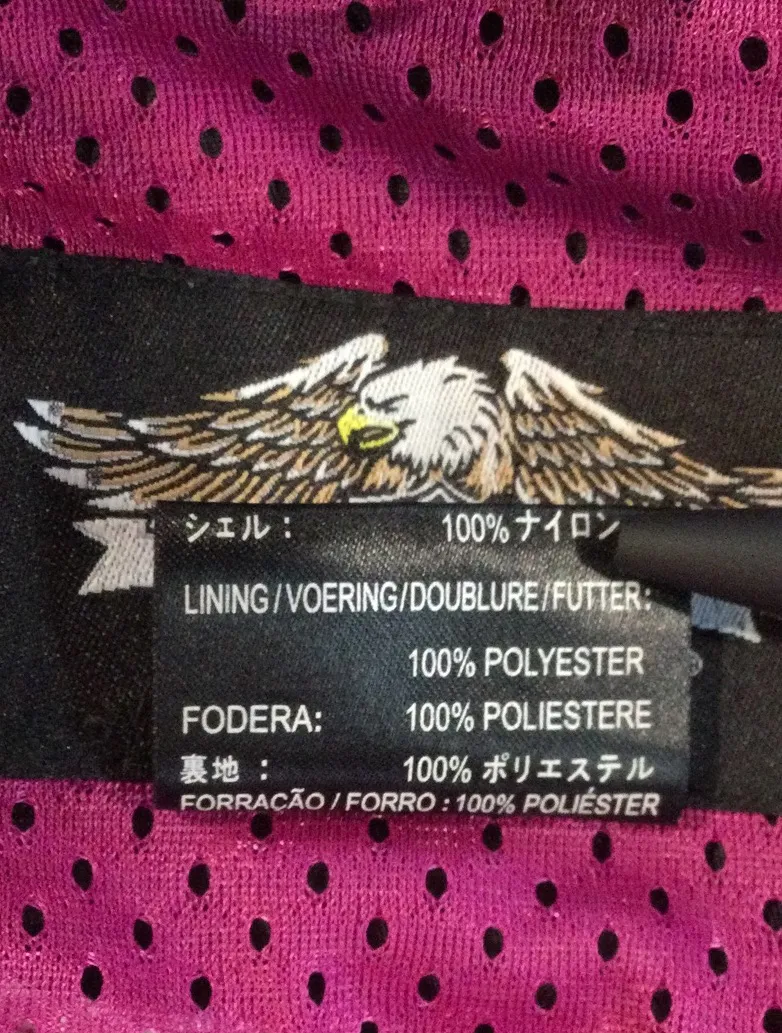 シェル： 100%ナイロン
LINING/VOERING/DOUBLURE/FUTTER:
100% POLYESTER
FODERA: 100% POLIESTERE
裏地： 100%ポリエステル
FORRAÇÃO/FORRO:100% POLIÉSTER